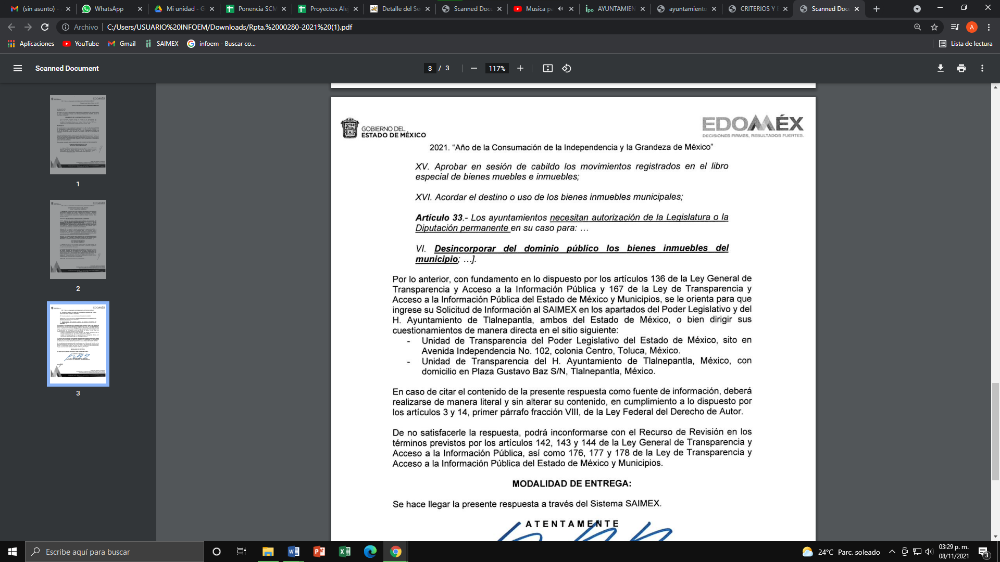 (sin asunto) -
WhatsApp
Mi unidad - G
Ponencia SCM
Proyectos Ale
Detalle del Se
Scanned Docu
Musica pa
AYUNTAMIEN
ayuntamiento
CRITERIOS Y
Scanned Doc
Archivo
C:/Users/USUARIO%20INFOEM/Downloads/Rpta.%2000280-2021%20(1).pdf
A
Aplicaciones
YouTube
Gmail
SAIMEX
infoem - Buscar co...
Lista de lectura
Scanned Document
3 / 3
117%
1
2
3
GOBIERNO DEL
ESTADO DE MÉXICO
EDOMÉX
DECISIONES FIRMES, RESULTADOS FUERTES.
2021. “Año de la Consumación de la Independencia y la Grandeza de México”
XV. Aprobar en sesión de cabildo los movimientos registrados en el libro
especial de bienes muebles e inmuebles;
XVI. Acordar el destino o uso de los bienes inmuebles municipales;
Artículo 33.- Los ayuntamientos necesitan autorización de la Legislatura o la
Diputación permanente en su caso para: …
VI. Desincorporar del dominio público los bienes inmuebles del
municipio; …].
Por lo anterior, con fundamento en lo dispuesto por los artículos 136 de la Ley General de
Transparencia y Acceso a la Información Pública y 167 de la Ley de Transparencia y
Acceso a la Información Pública del Estado de México y Municipios, se le orienta para que
ingrese su Solicitud de Información al SAIMEX en los apartados del Poder Legislativo y del
H. Ayuntamiento de Tlalnepantla, ambos del Estado de México, o bien dirigir sus
cuestionamientos de manera directa en el sitio siguiente:
- Unidad de Transparencia del Poder Legislativo del Estado de México, sito en
Avenida Independencia No. 102, colonia Centro, Toluca, México.
- Unidad de Transparencia del H. Ayuntamiento de Tlalnepantla, México, con
domicilio en Plaza Gustavo Baz S/N, Tlalnepantla, México.
En caso de citar el contenido de la presente respuesta como fuente de información, deberá
realizarse de manera literal y sin alterar su contenido, en cumplimiento a lo dispuesto por
los artículos 3 y 14, primer párrafo fracción VIII, de la Ley Federal del Derecho de Autor.
De no satisfacerle la respuesta, podrá inconformarse con el Recurso de Revisión en los
términos previstos por los artículos 142, 143 y 144 de la Ley General de Transparencia y
Acceso a la Información Pública, así como 176, 177 y 178 de la Ley de Transparencia y
Acceso a la Información Pública del Estado de México y Municipios.
MODALIDAD DE ENTREGA:
Se hace llegar la presente respuesta a través del Sistema SAIMEX.
A T E N T A M E N T E
Escribe aquí para buscar
24°C Parc. soleado
03:29 p. m.
08/11/2021
3